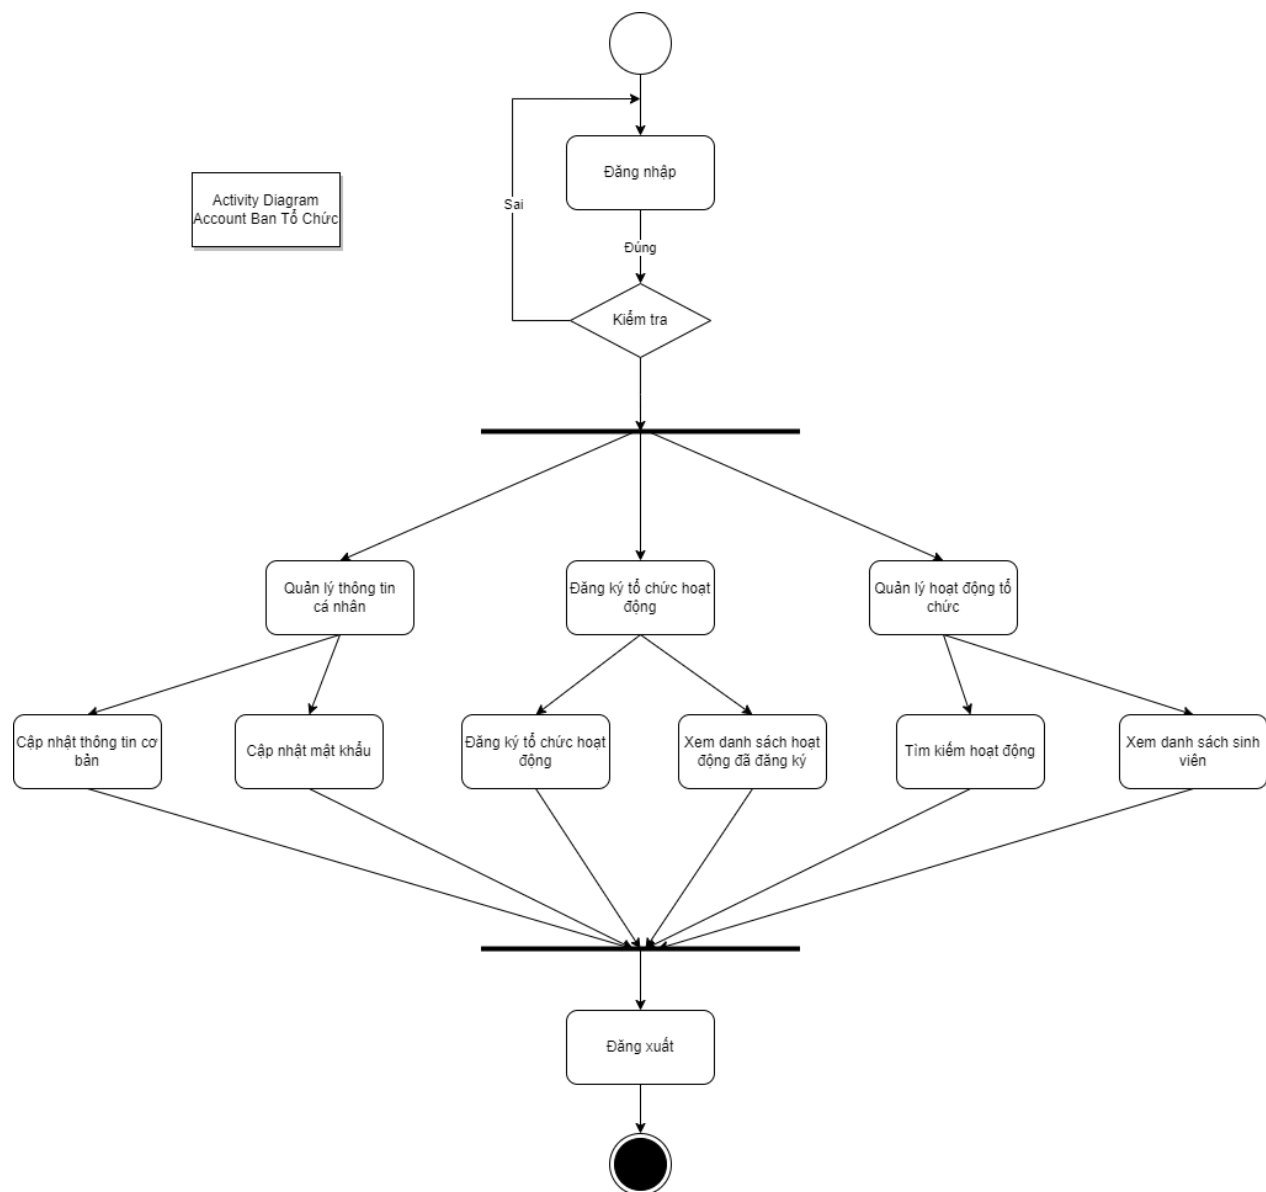 Đăng nhập
Activity Diagram
Account Ban Tổ Chức
Sai
Đúng
Kiểm tra
Quản lý thông tin
cá nhân
Đăng ký tổ chức hoạt
động
Quản lý hoạt động tổ
chức
Cập nhật thông tin cơ
bản
Cập nhật mật khẩu
Đăng ký tổ chức hoạt
động
Xem danh sách hoạt
động đã đăng ký
Tìm kiếm hoạt động
Xem danh sách sinh
viên
Đăng xuất